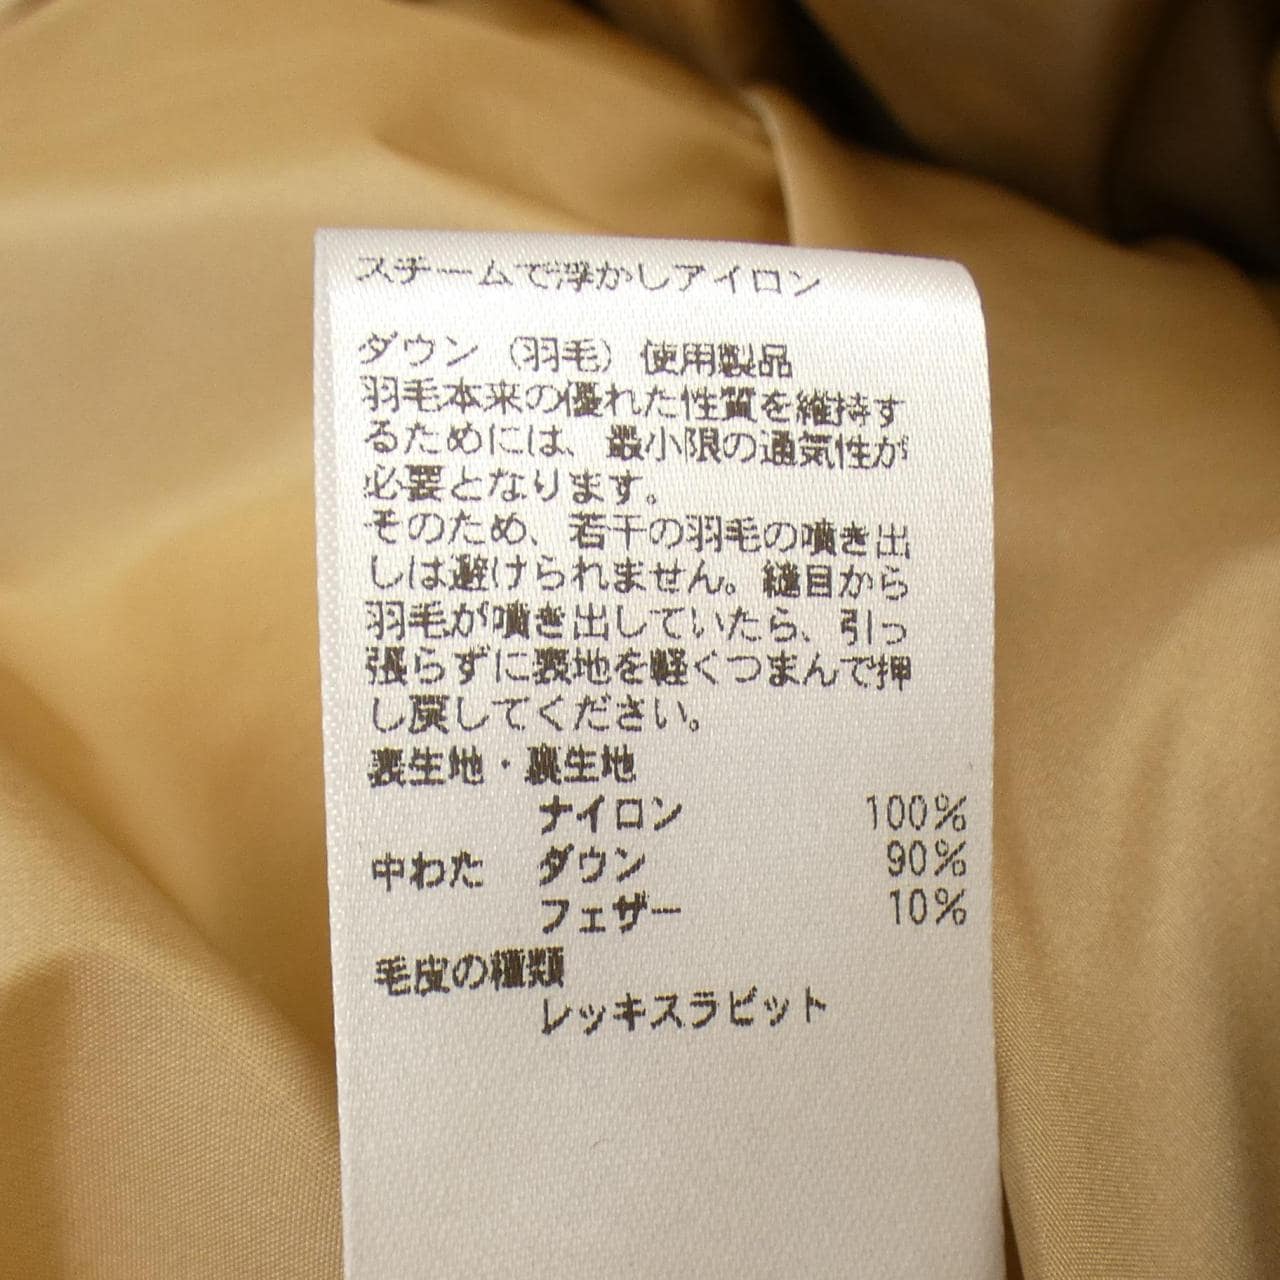 スチームで浮かしアイロン
ダウン（羽毛）使用製品
羽毛本来の優れた性質を維持す
るためには、最小限の通気性が
必要となります。
そのため、若干の羽毛の噴き出
しは避けられません。縫目から
羽毛が噴き出していたら、引っ
張らずに裏地を軽くつまんで押
し戻してください。
表生地・裏生地
ナイロン 100%
中わた ダウン 90%
フェザー 10%
毛皮の種類
レッキスラビット